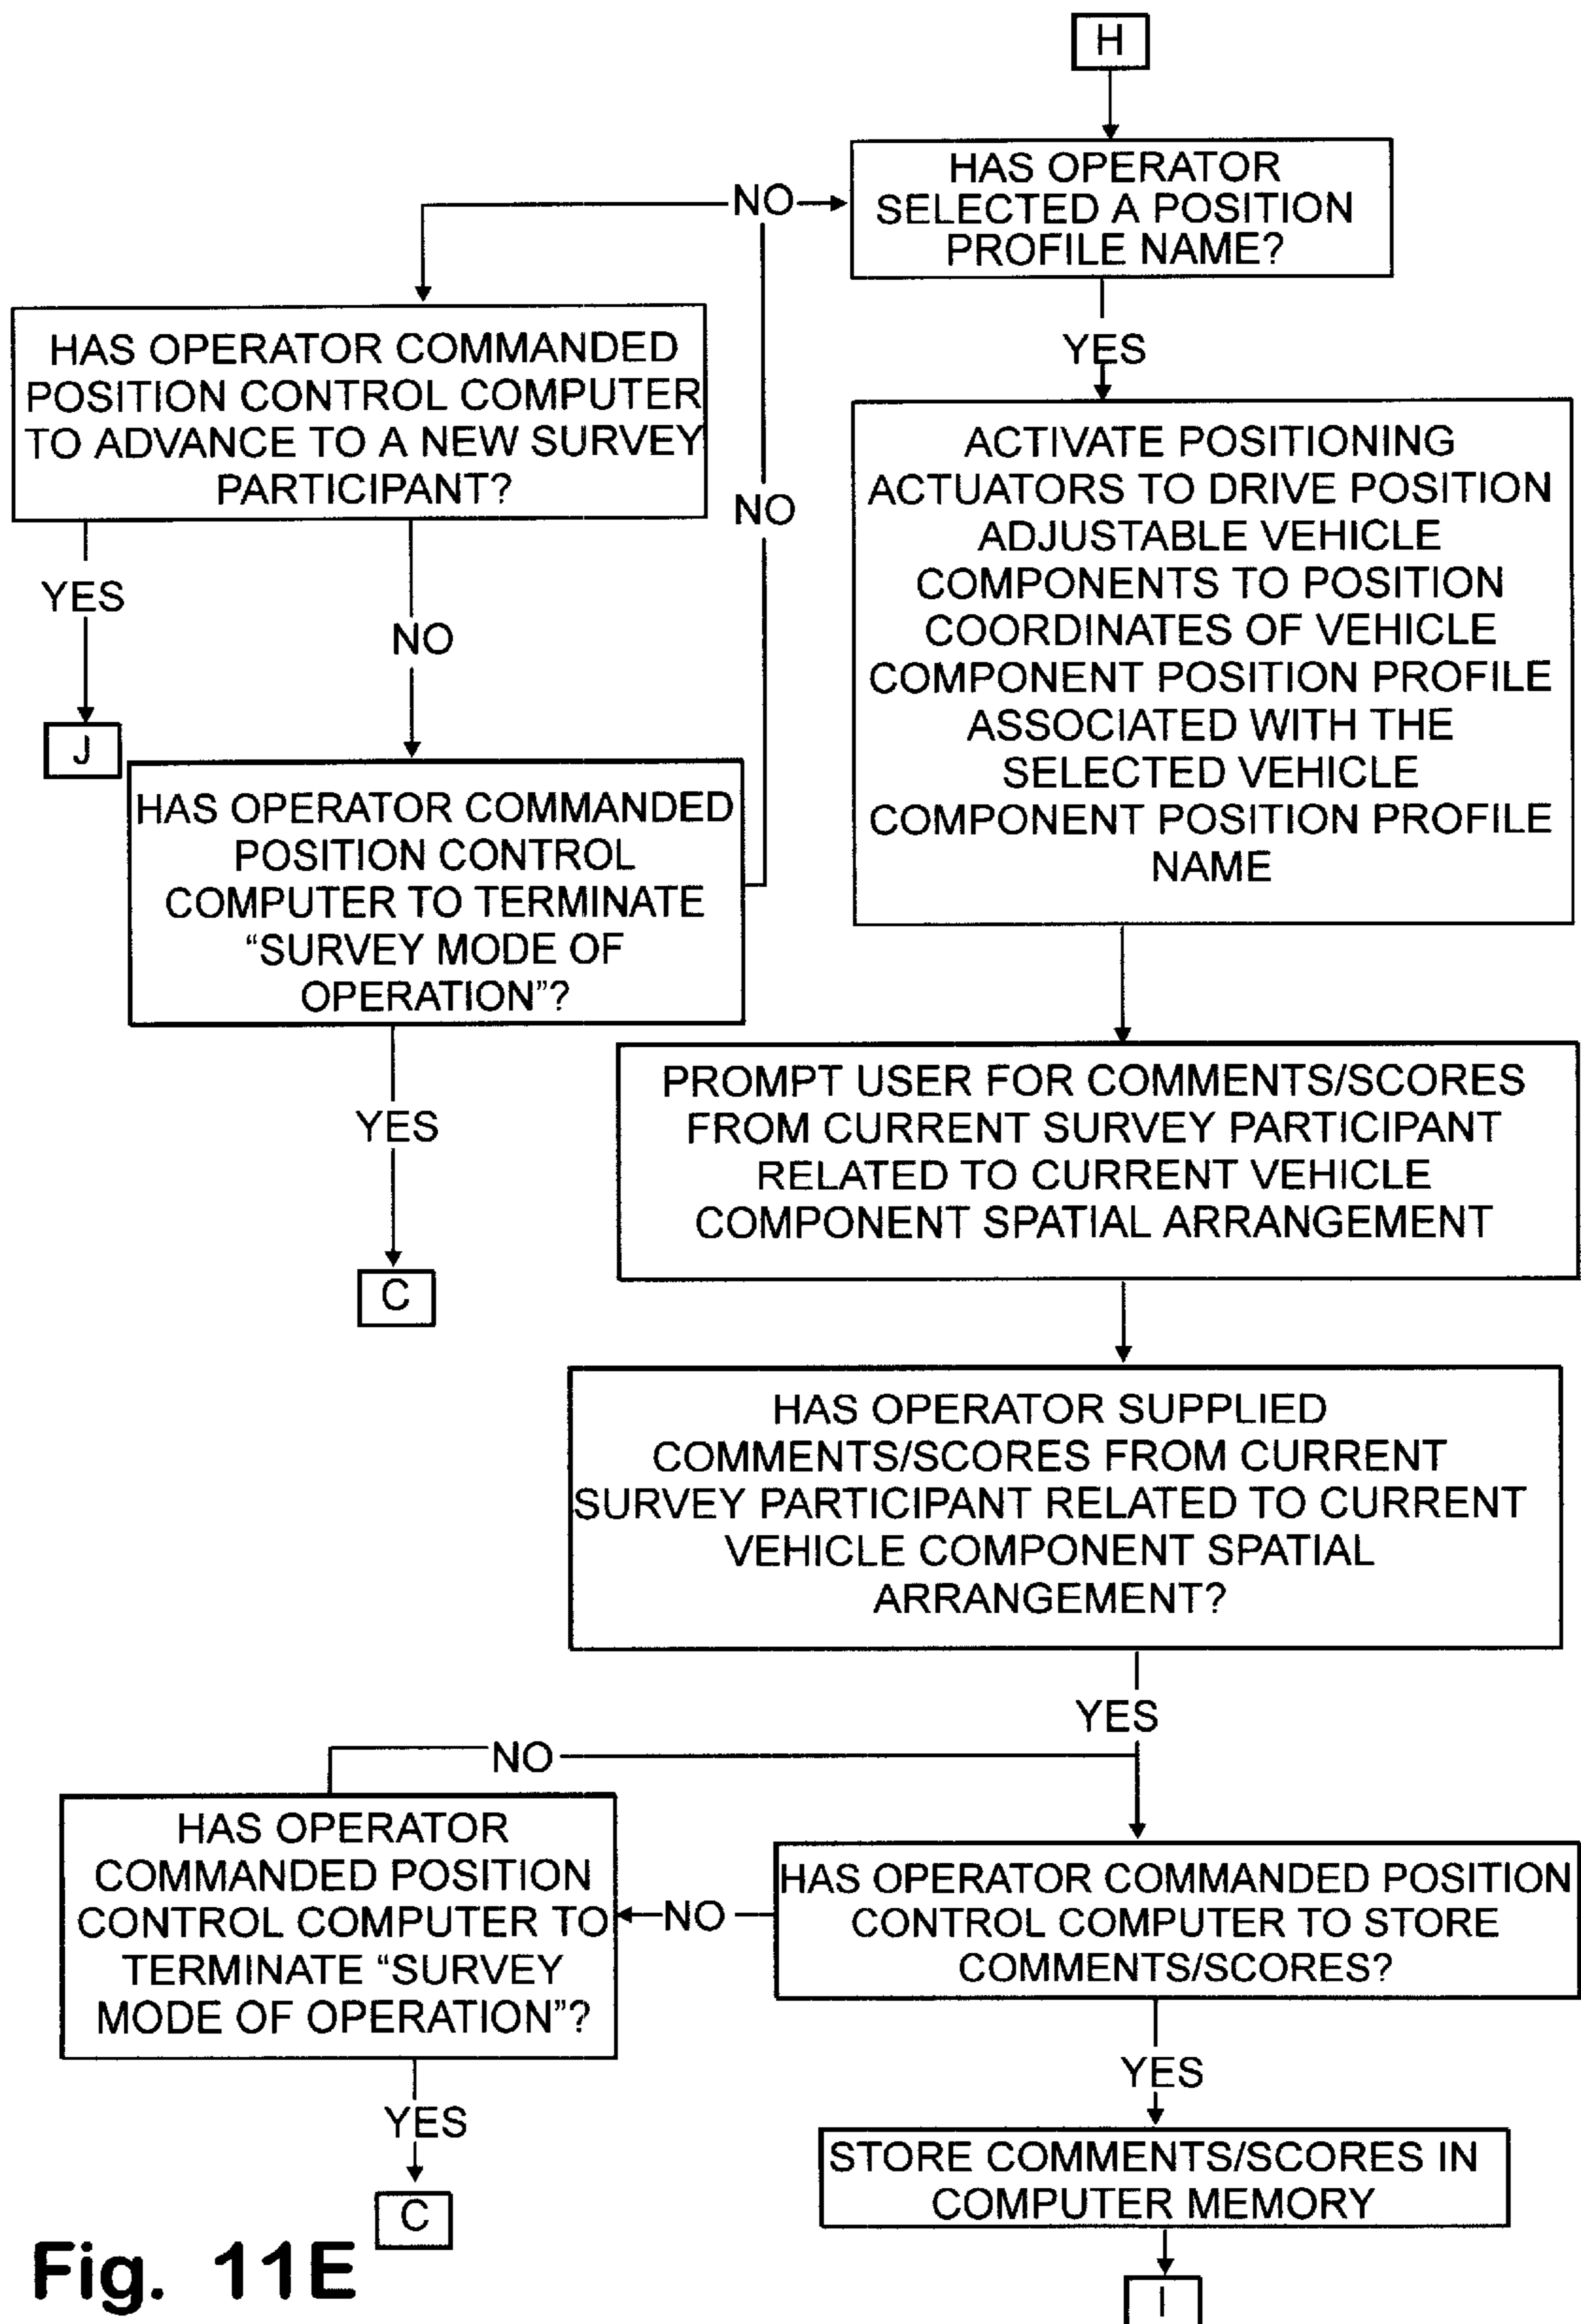 H
HAS OPERATOR
SELECTED A POSITION
PROFILE NAME?
NO
YES
HAS OPERATOR COMMANDED
POSITION CONTROL COMPUTER
TO ADVANCE TO A NEW SURVEY
PARTICIPANT?
YES
NO
NO
J
ACTIVATE POSITIONING
ACTUATORS TO DRIVE POSITION
ADJUSTABLE VEHICLE
COMPONENTS TO POSITION
COORDINATES OF VEHICLE
COMPONENT POSITION PROFILE
ASSOCIATED WITH THE
SELECTED VEHICLE
COMPONENT POSITION PROFILE
NAME
HAS OPERATOR COMMANDED
POSITION CONTROL
COMPUTER TO TERMINATE
“SURVEY MODE OF
OPERATION”?
YES
C
PROMPT USER FOR COMMENTS/SCORES
FROM CURRENT SURVEY PARTICIPANT
RELATED TO CURRENT VEHICLE
COMPONENT SPATIAL ARRANGEMENT
HAS OPERATOR SUPPLIED
COMMENTS/SCORES FROM CURRENT
SURVEY PARTICIPANT RELATED TO CURRENT
VEHICLE COMPONENT SPATIAL
ARRANGEMENT?
YES
NO
HAS OPERATOR
COMMANDED POSITION
CONTROL COMPUTER TO
TERMINATE “SURVEY
MODE OF OPERATION”?
NO
HAS OPERATOR COMMANDED POSITION
CONTROL COMPUTER TO STORE
COMMENTS/SCORES?
YES
C
YES
STORE COMMENTS/SCORES IN
COMPUTER MEMORY
I
Fig. 11E